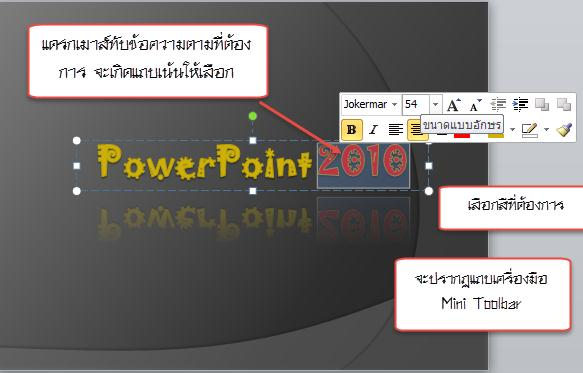 แดรกเมาส์ทับข้อความตามที่ต้อง
การ จะเกิดแถบเน้นให้เลือก
Jokermar 54 A A
B I ขนาดแบบอักษร
PowerPoint 2010
เลือกสีที่ต้องการ
จะปรากฏแถบเครื่องมือ
Mini Toolbar